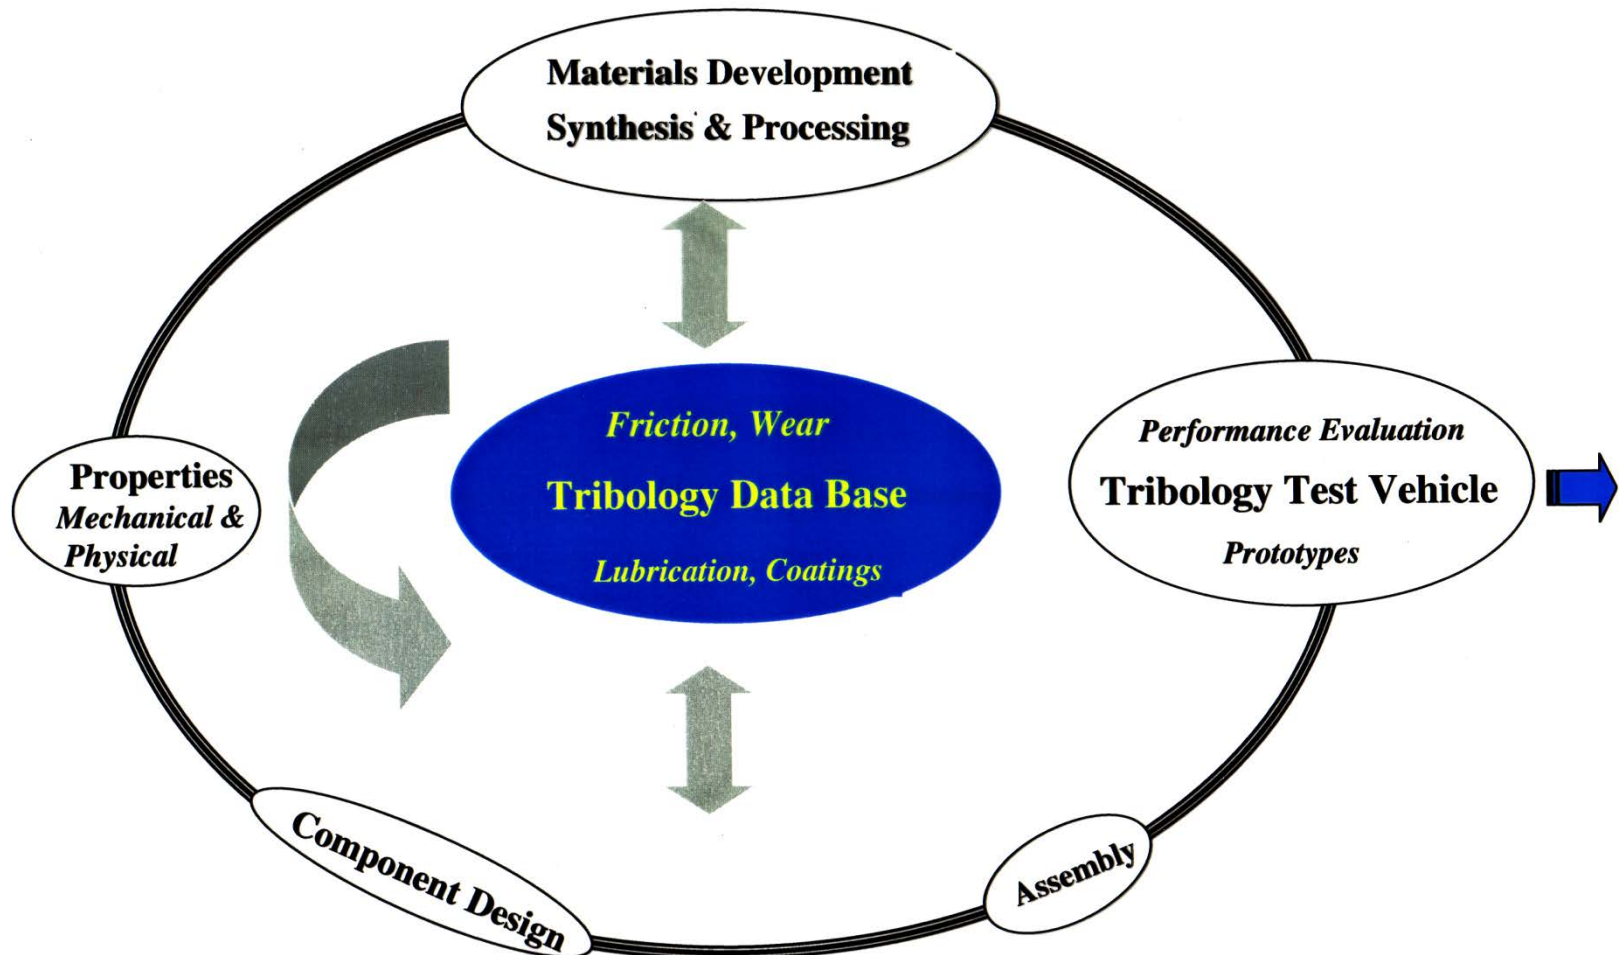 Materials Development
Synthesis & Processing
Friction, Wear
Tribology Data Base
Lubrication, Coatings
Performance Evaluation
Tribology Test Vehicle
Prototypes
Properties
Mechanical &
Physical
Component Design
Assembly